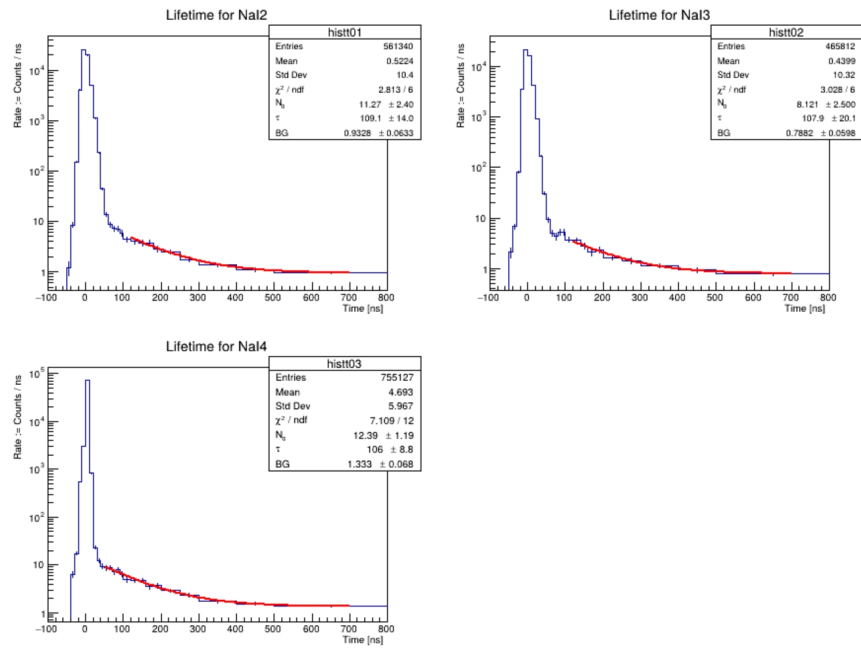 Lifetime for NaI2
histt01
Entries 561340
Mean 0.5224
Std Dev 10.4
χ² / ndf 2.813 / 6
N₀ 11.27 ± 2.40
τ 109.1 ± 14.0
BG 0.9328 ± 0.0633
Rate := Counts / ns
10⁴
10³
10²
10
1
−100 0 100 200 300 400 500 600 700 800
Time [ns]
Lifetime for NaI3
histt02
Entries 465812
Mean 0.4399
Std Dev 10.32
χ² / ndf 3.028 / 6
N₀ 8.121 ± 2.500
τ 107.9 ± 20.1
BG 0.7882 ± 0.0598
Rate := Counts / ns
10⁴
10³
10²
10
1
−100 0 100 200 300 400 500 600 700 800
Time [ns]
Lifetime for NaI4
histt03
Entries 755127
Mean 4.693
Std Dev 5.967
χ² / ndf 7.109 / 12
N₀ 12.39 ± 1.19
τ 106 ± 8.8
BG 1.333 ± 0.068
Rate := Counts / ns
10⁵
10⁴
10³
10²
10
1
−100 0 100 200 300 400 500 600 700 800
Time [ns]